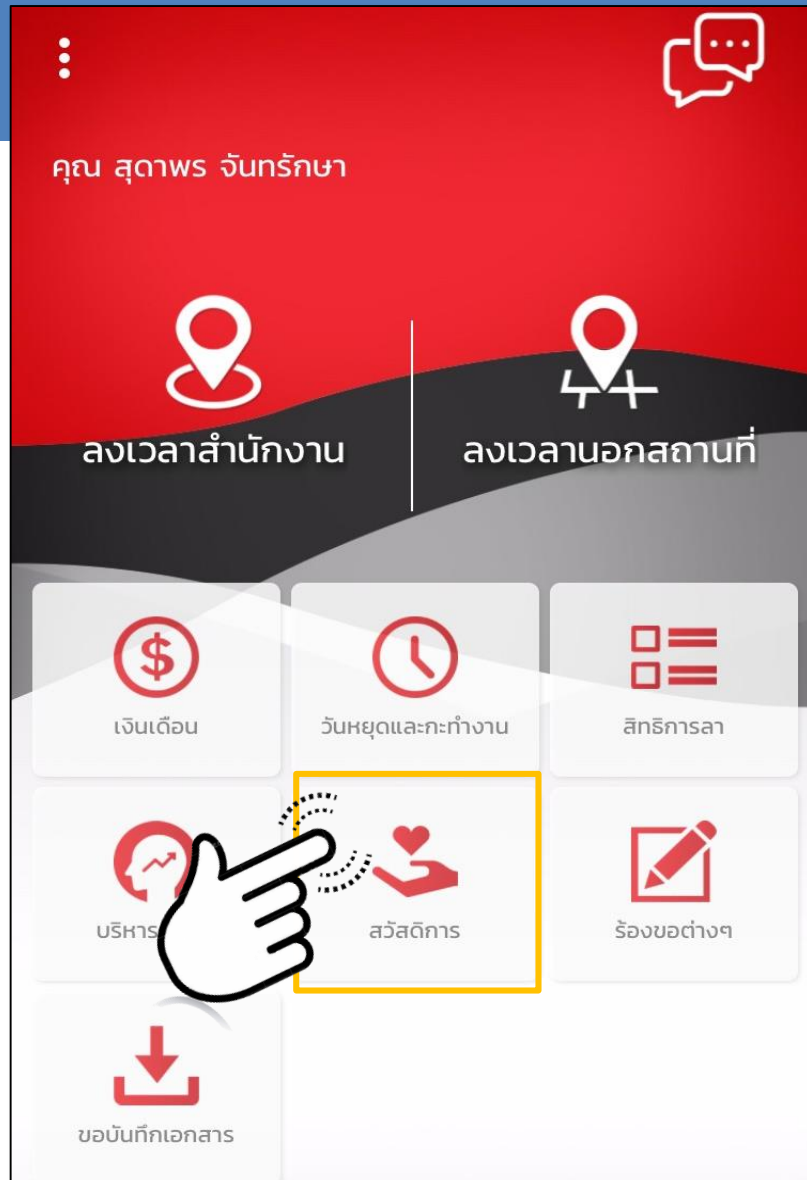 คุณ สุดาพร จันทรักษา
ลงเวลาสำนักงาน
ลงเวลานอกสถานที่
$
เงินเดือน
วันหยุดและกะทำงาน
สิทธิการลา
บริหาร
สวัสดิการ
ร้องขอต่างๆ
ขอบันทึกเอกสาร